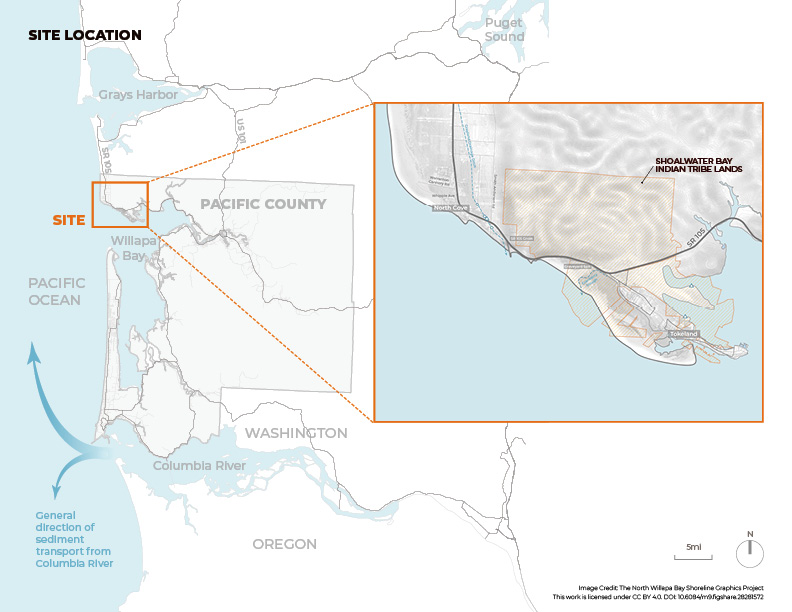 SITE LOCATION
Puget
Sound
Grays Harbor
SR 105
US 101
SITE
PACIFIC COUNTY
Willapa
Bay
PACIFIC
OCEAN
SHOALWATER BAY
INDIAN TRIBE LANDS
North Cove
SR 105
Tokeland
WASHINGTON
Columbia River
General
direction of
sediment
transport from
Columbia River
OREGON
5mi
N
Image Credit: The North Willapa Bay Shoreline Graphics Project
This work is licensed under CC BY 4.0. DOI: 10.6084/m9.figshare.28281572